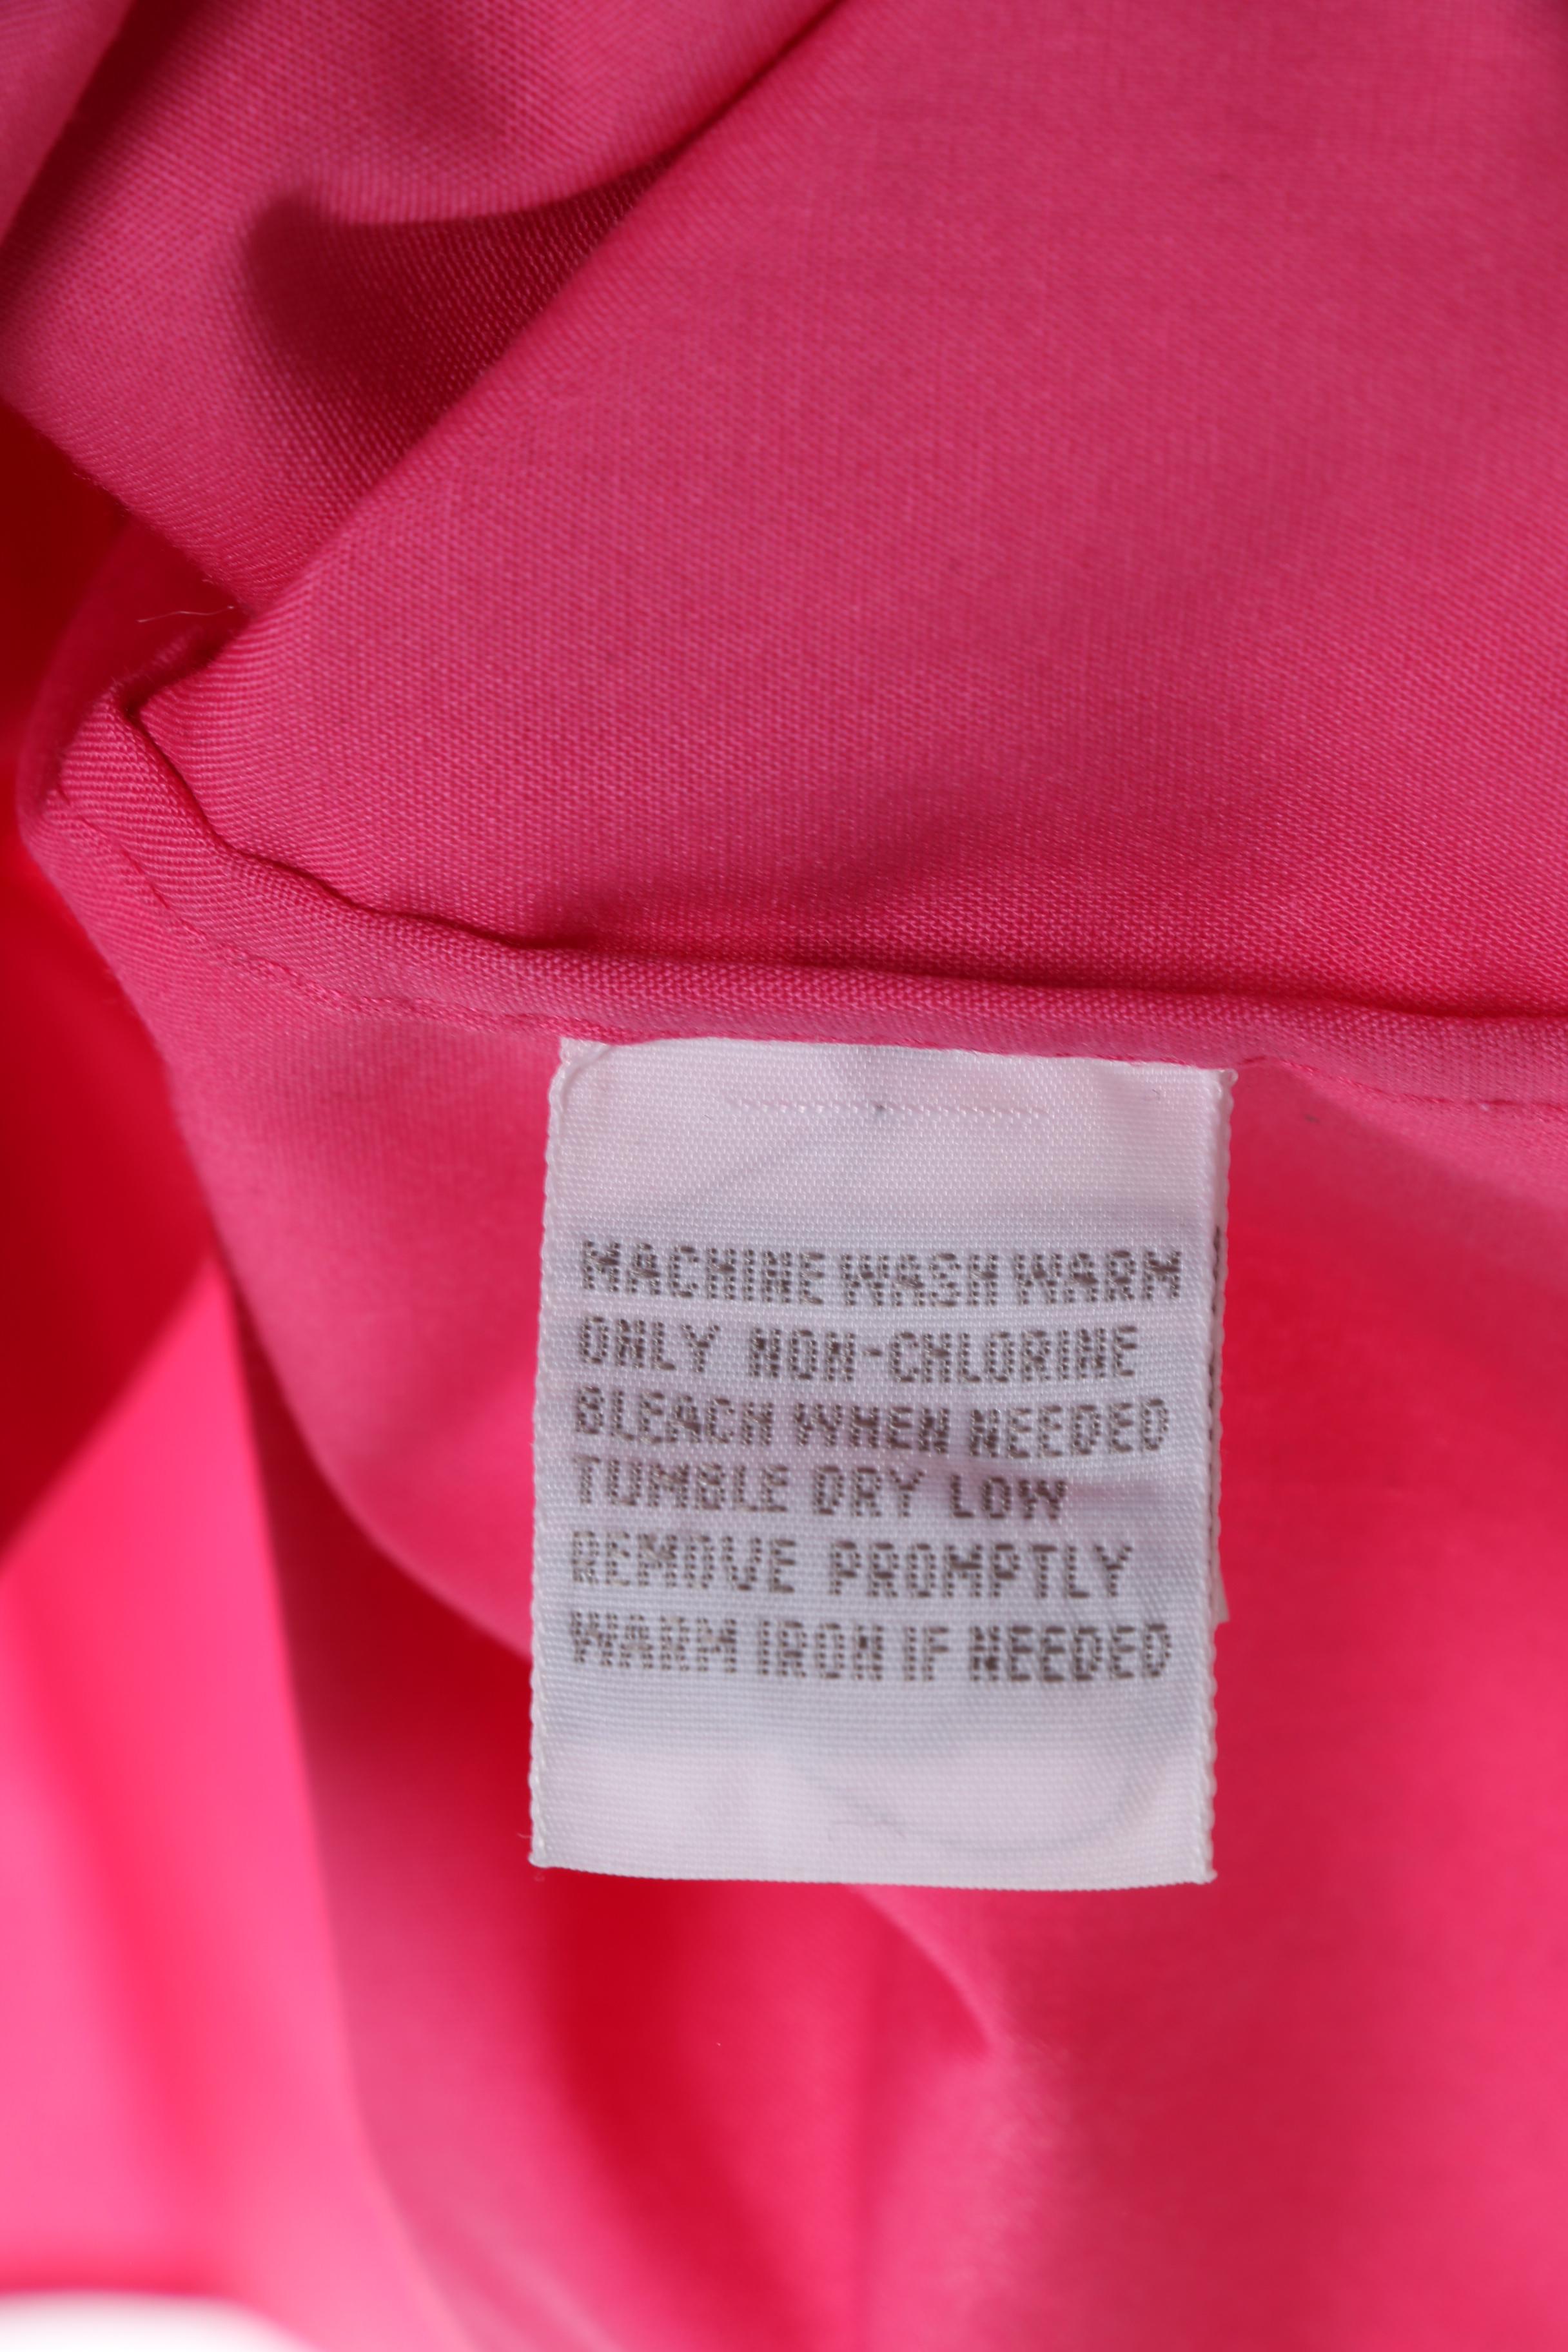 MACHINE WASH WARM
ONLY NON-CHLORINE
BLEACH WHEN NEEDED
TUMBLE DRY LOW
REMOVE PROMPTLY
WARM IRON IF NEEDED